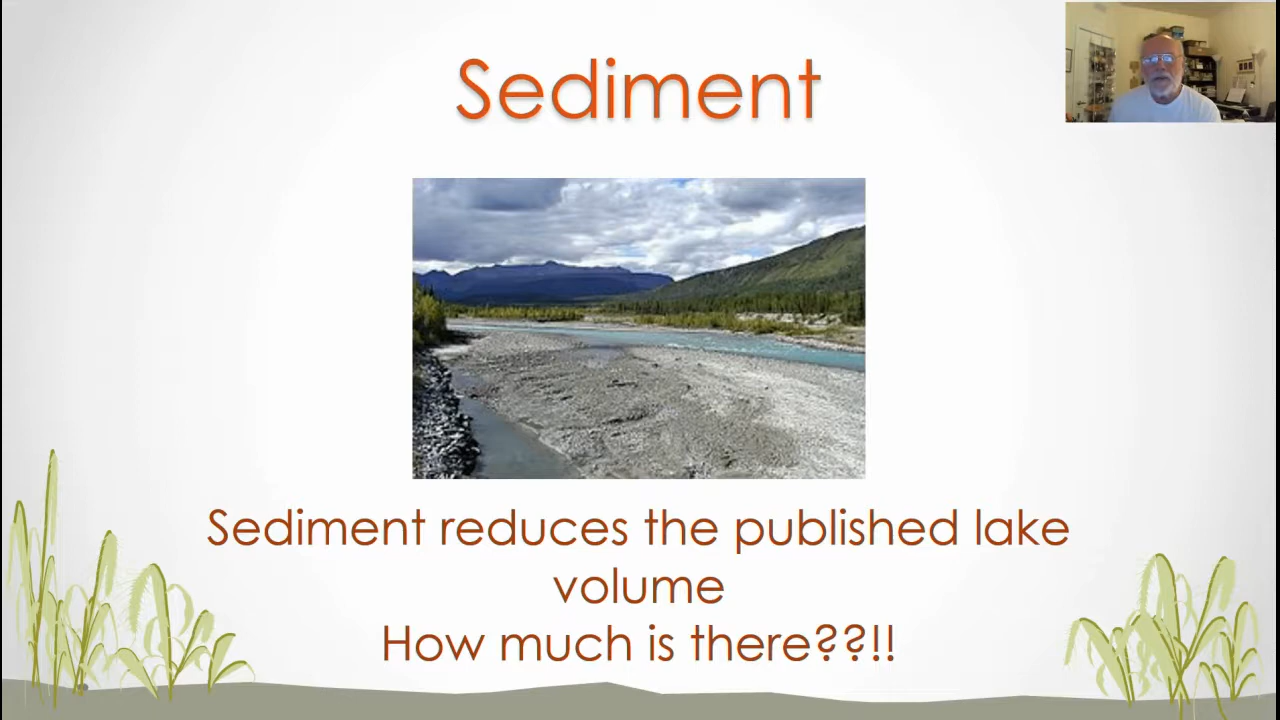 Sediment
Sediment reduces the published lake
volume
How much is there??!!